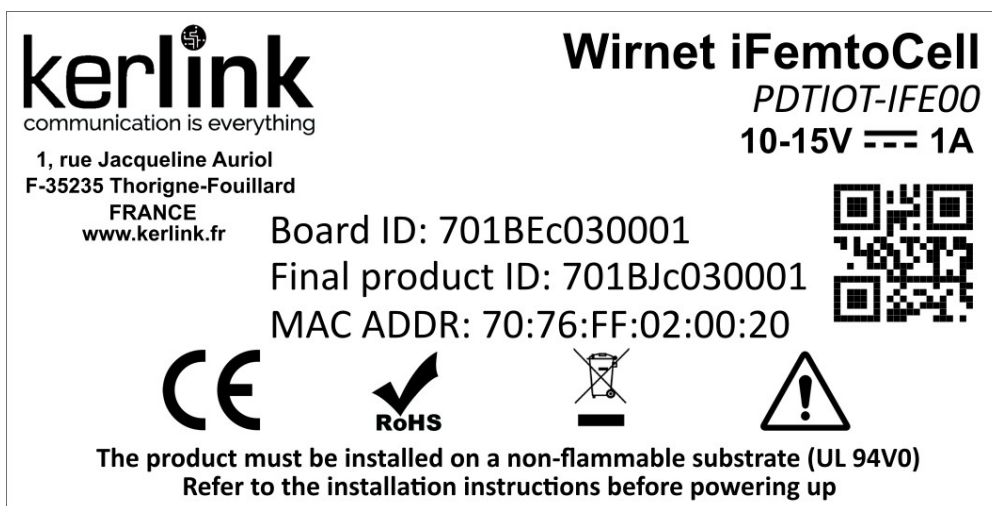 kerlink
communication is everything
1, rue Jacqueline Auriol
F-35235 Thorigne-Fouillard
FRANCE
www.kerlink.fr
Wirnet iFemtoCell
PDTIOT-IFE00
10-15V 1A
Board ID: 701BEc030001
Final product ID: 701BJc030001
MAC ADDR: 70:76:FF:02:00:20
CE
RoHS
The product must be installed on a non-flammable substrate (UL 94V0)
Refer to the installation instructions before powering up